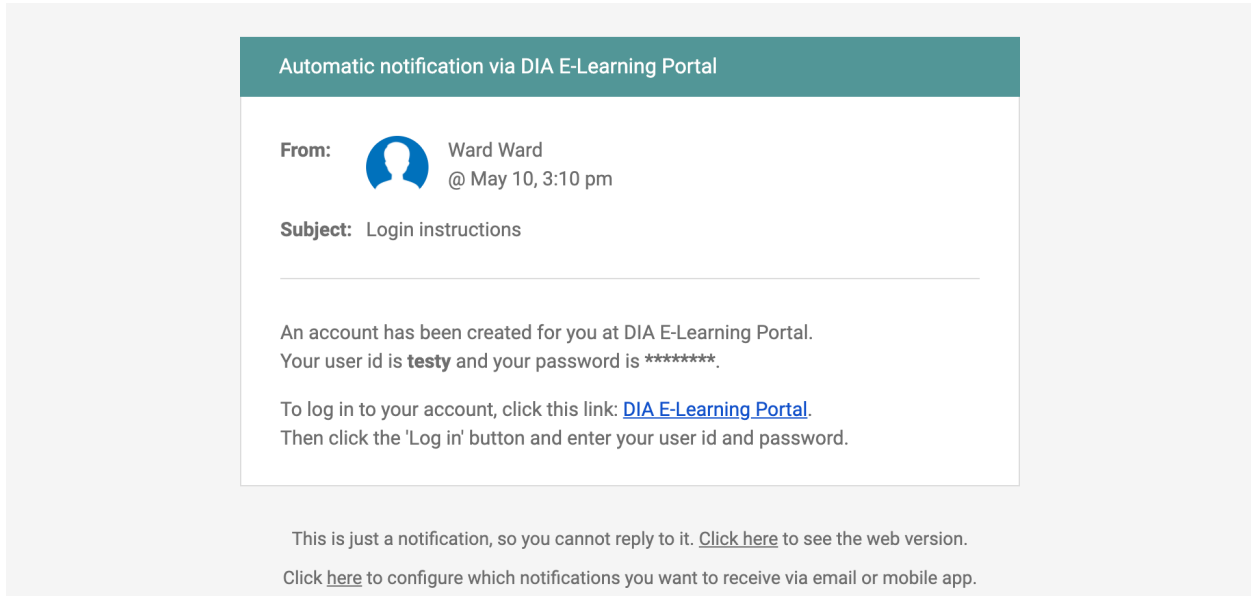 Automatic notification via DIA E-Learning Portal
From: Ward Ward
@ May 10, 3:10 pm
Subject: Login instructions
An account has been created for you at DIA E-Learning Portal.
Your user id is testy and your password is ********.
To log in to your account, click this link: DIA E-Learning Portal.
Then click the 'Log in' button and enter your user id and password.
This is just a notification, so you cannot reply to it. Click here to see the web version.
Click here to configure which notifications you want to receive via email or mobile app.